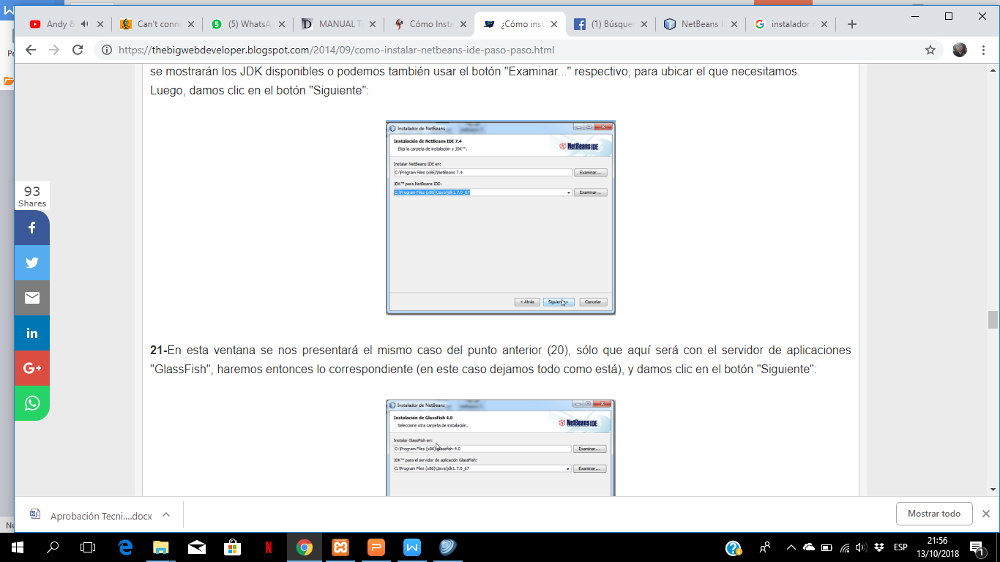 Andy &
Can't conne
(5) WhatsA
MANUAL T
Cómo Insta
¿Cómo inst
(1) Búsque
NetBeans I
instalador
https://thebigwebdeveloper.blogspot.com/2014/09/como-instalar-netbeans-ide-paso-paso.html
se mostrarán los JDK disponibles o podemos también usar el botón "Examinar..." respectivo, para ubicar el que necesitamos.
Luego, damos clic en el botón "Siguiente":
Instalador de NetBeans
Instalación de NetBeans IDE 7.4
Elija la carpeta de instalación y JDK™.
NetBeans IDE
Instalar NetBeans IDE en:
C:\Program Files (x86)\NetBeans 7.4
Examinar...
JDK™ para NetBeans IDE:
C:\Program Files (x86)\Java\jdk1.7.0_67
Examinar...
< Atrás
Siguiente >
Cancelar
93
Shares
21-En esta ventana se nos presentará el mismo caso del punto anterior (20), sólo que aquí será con el servidor de aplicaciones
"GlassFish", haremos entonces lo correspondiente (en este caso dejamos todo como está), y damos clic en el botón "Siguiente":
Instalador de NetBeans
Instalación de GlassFish 4.0
Seleccione otra carpeta de instalación.
NetBeans IDE
Instalar GlassFish en:
C:\Program Files (x86)\glassfish-4.0
Examinar...
JDK™ para el servidor de aplicación GlassFish:
C:\Program Files (x86)\Java\jdk1.7.0_67
Examinar...
Aprobación Tecni....docx
Mostrar todo
ESP
21:56
13/10/2018
1